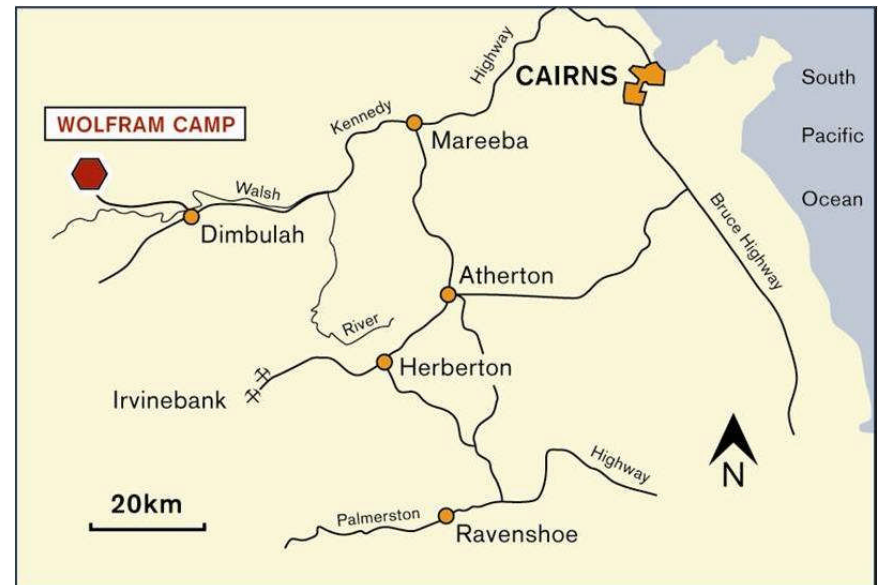 Highway
CAIRNS
South
WOLFRAM CAMP
Kennedy
Mareeba
Pacific
Walsh
Ocean
Dimbulah
Bruce Highway
Atherton
River
Herberton
Irvinebank
N
Highway
20km
Palmerston
Ravenshoe